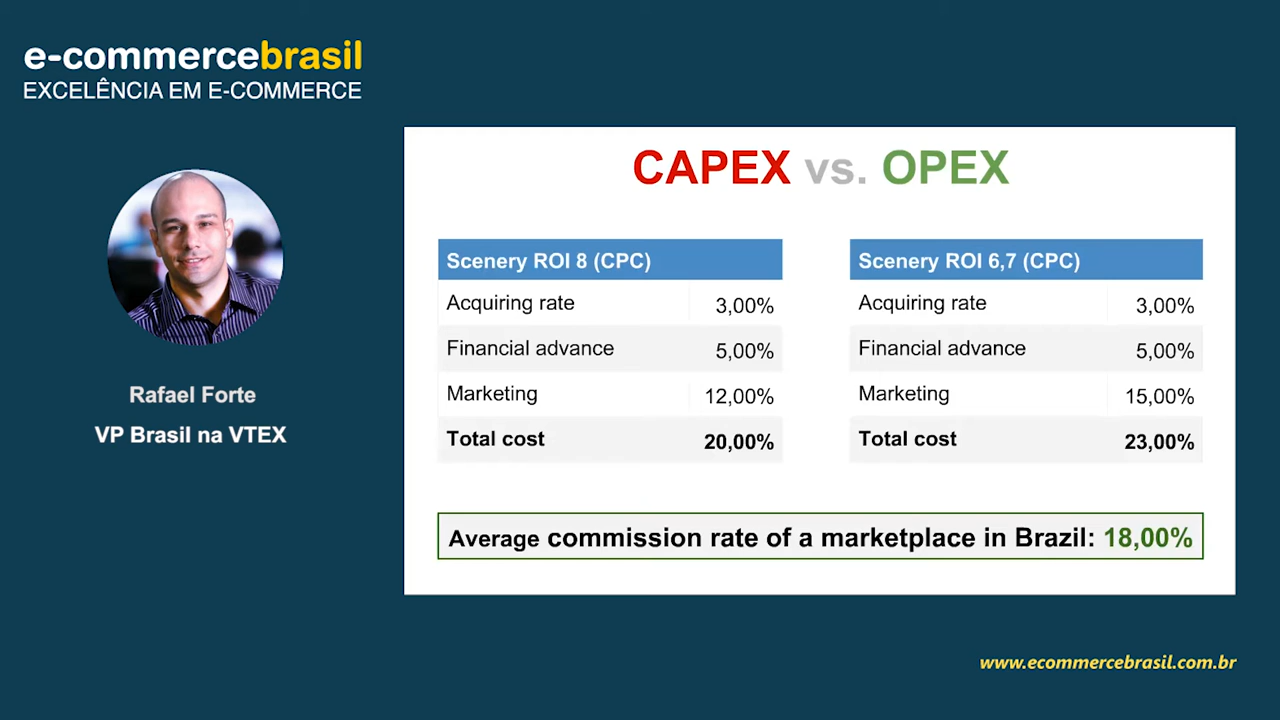 e-commercebrasil
EXCELÊNCIA EM E-COMMERCE
Rafael Forte
VP Brasil na VTEX
CAPEX vs. OPEX
Scenery ROI 8 (CPC)
Acquiring rate 3,00%
Financial advance 5,00%
Marketing 12,00%
Total cost 20,00%
Scenery ROI 6,7 (CPC)
Acquiring rate 3,00%
Financial advance 5,00%
Marketing 15,00%
Total cost 23,00%
Average commission rate of a marketplace in Brazil: 18,00%
www.ecommercebrasil.com.br